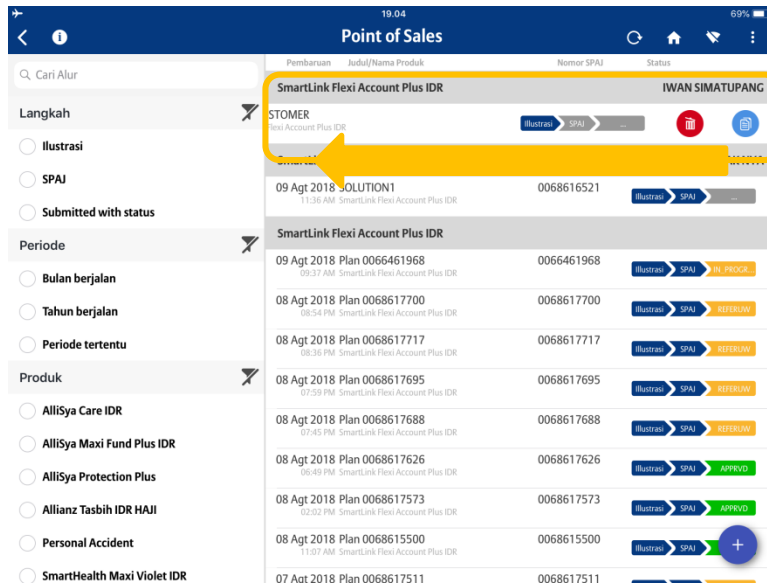 19.04
69%
Point of Sales
Cari Alur
Langkah
Ilustrasi
SPAJ
Submitted with status
Periode
Bulan berjalan
Tahun berjalan
Periode tertentu
Produk
AlliSya Care IDR
AlliSya Maxi Fund Plus IDR
AlliSya Protection Plus
Allianz Tasbih IDR HAJI
Personal Accident
SmartHealth Maxi Violet IDR
Pembaruan Judul/Nama Produk Nomor SPAJ Status
SmartLink Flexi Account Plus IDR IWAN SIMATUPANG
STOMER
Flexi Account Plus IDR
Illustrasi SPAJ ...
09 Agt 2018 SOLUTION1 0068616521
11:36 AM SmartLink Flexi Account Plus IDR
Illustrasi SPAJ ...
SmartLink Flexi Account Plus IDR
09 Agt 2018 Plan 0066461968 0066461968
09:37 AM SmartLink Flexi Account Plus IDR
Illustrasi SPAJ IN_PROGR...
08 Agt 2018 Plan 0068617700 0068617700
08:54 PM SmartLink Flexi Account Plus IDR
Illustrasi SPAJ REFERUW
08 Agt 2018 Plan 0068617717 0068617717
08:36 PM SmartLink Flexi Account Plus IDR
Illustrasi SPAJ REFERUW
08 Agt 2018 Plan 0068617695 0068617695
07:59 PM SmartLink Flexi Account Plus IDR
Illustrasi SPAJ REFERUW
08 Agt 2018 Plan 0068617688 0068617688
07:45 PM SmartLink Flexi Account Plus IDR
Illustrasi SPAJ REFERUW
08 Agt 2018 Plan 0068617626 0068617626
06:49 PM SmartLink Flexi Account Plus IDR
Illustrasi SPAJ APPRVD
08 Agt 2018 Plan 0068617573 0068617573
02:02 PM SmartLink Flexi Account Plus IDR
Illustrasi SPAJ APPRVD
08 Agt 2018 Plan 0068615500 0068615500
11:07 AM SmartLink Flexi Account Plus IDR
Illustrasi SPAJ
07 Agt 2018 Plan 0068617511 0068617511